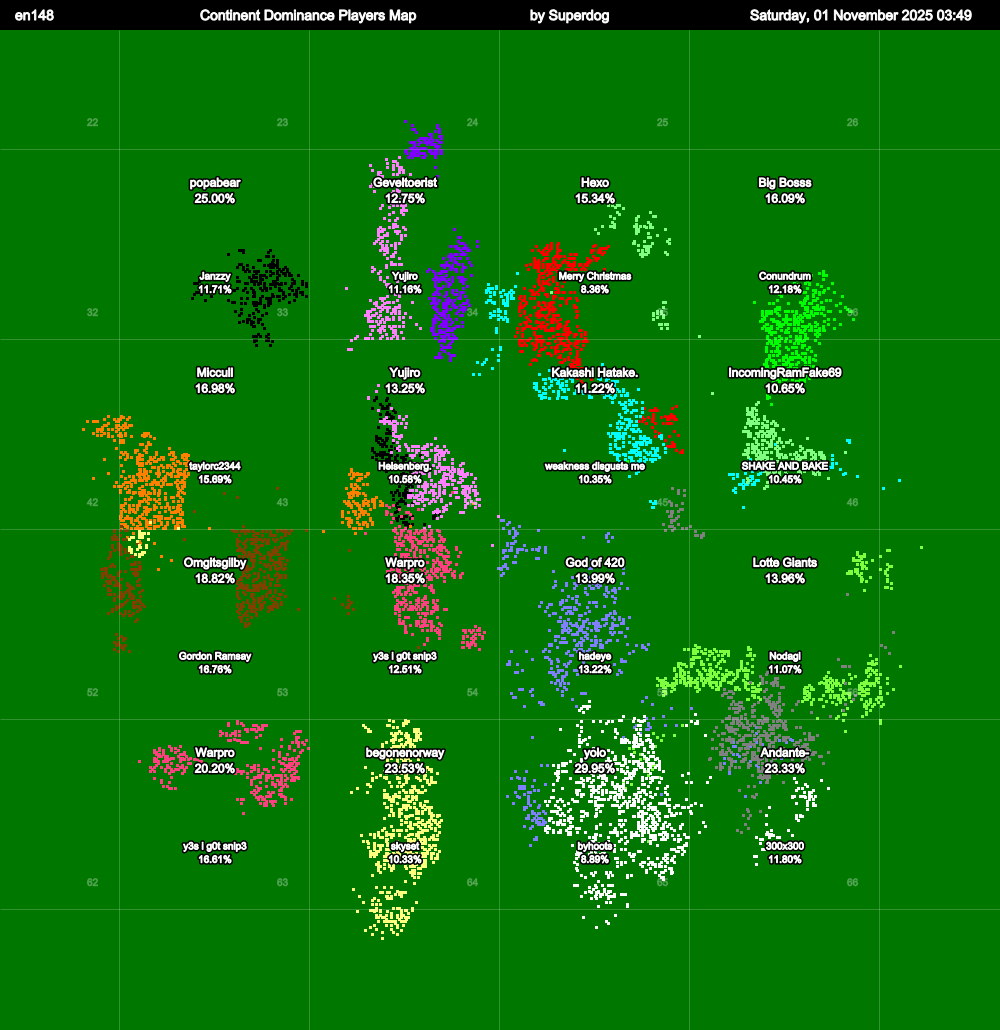 en148 Continent Dominance Players Map by Superdog Saturday, 01 November 2025 03:49
22 23 24 25 26
popabear Geveltoerist Hexo Big Bosss
25.00% 12.75% 15.34% 16.09%
Janzzy Yujiro Merry Christmas Conundrum
11.71% 11.16% 8.36% 12.18%
32 33 34 36
Miccull Yujiro Kakashi Hatake. IncomingRamFake69
16.98% 13.25% 11.22% 10.65%
taylorc2344 Heisenberg. weakness disgusts me SHAKE AND BAKE
15.69% 10.58% 10.35% 10.45%
42 43 45 46
OmgItsgilby Warpro God of 420 Lotte Giants
18.82% 18.35% 13.99% 13.96%
Gordon Ramsay y3s i g0t snip3 hadeye Nodagi
16.76% 12.51% 13.22% 11.07%
52 53 54
Warpro begonenorway yolo Andante-
20.20% 23.53% 29.95% 23.33%
y3s i g0t snip3 skyset byhoots 300x300
16.61% 10.33% 8.89% 11.80%
62 63 64 65 66